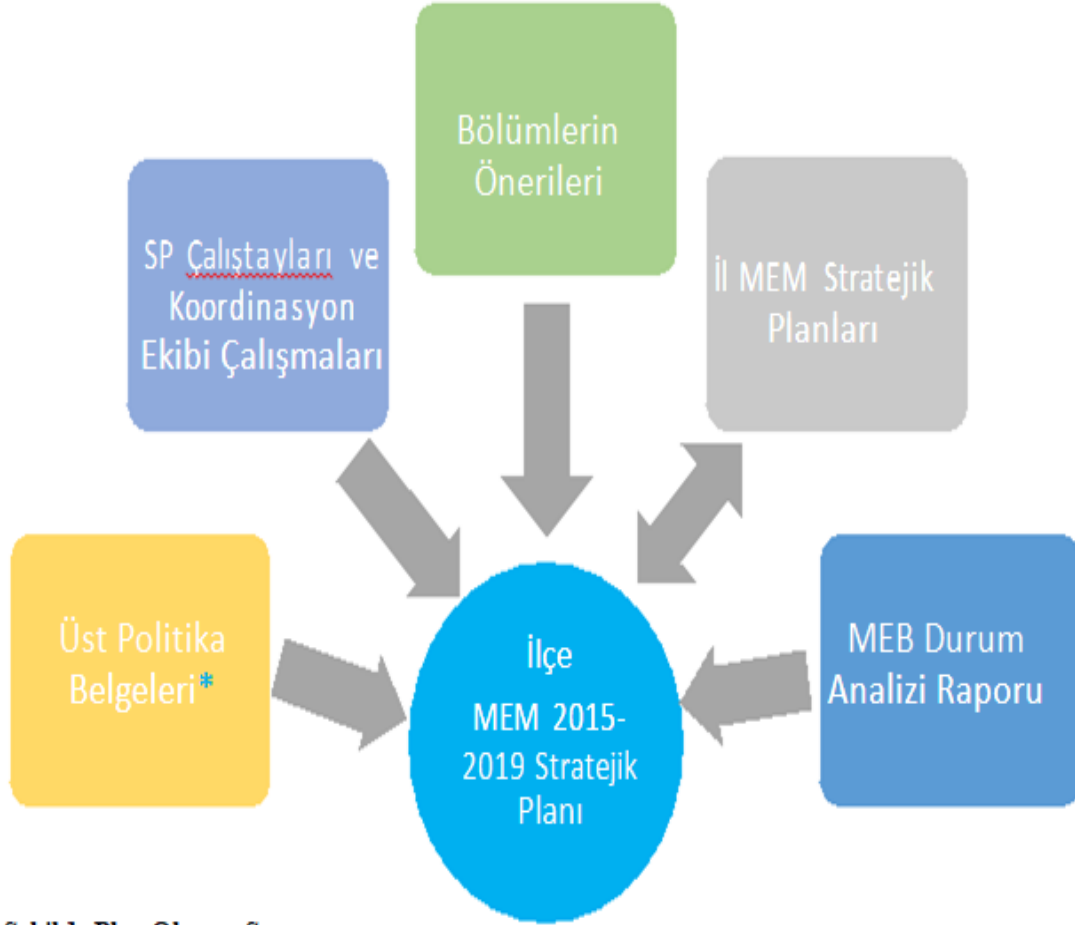 Bölümlerin
Önerileri
SP Çalıştayları ve
Koordinasyon
Ekibi Çalışmaları
İl MEM Stratejik
Planları
Üst Politika
Belgeleri*
İlçe
MEM 2015-
2019 Stratejik
Planı
MEB Durum
Analizi Raporu